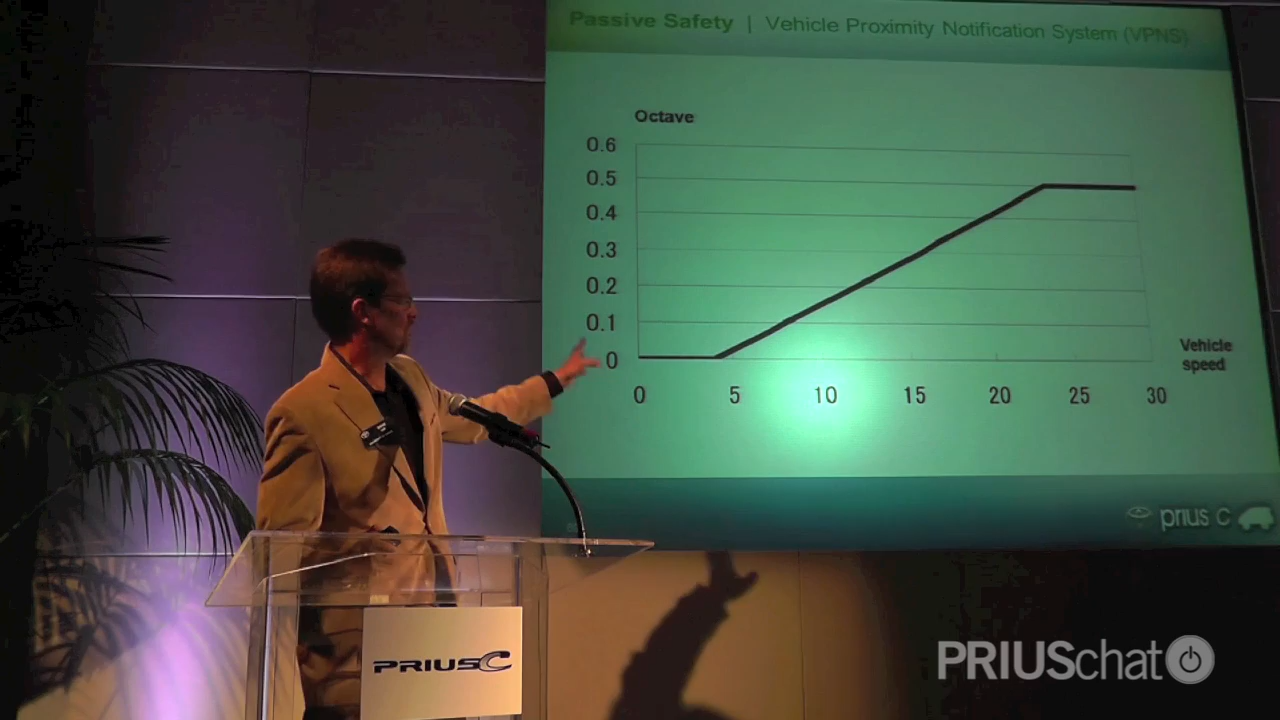 Passive Safety | Vehicle Proximity Notification System (VPNS)
Octave
0.6
0.5
0.4
0.3
0.2
0.1
0
0 5 10 15 20 25 30
Vehicle
speed
prius c
PRIUS C
PRIUSchat